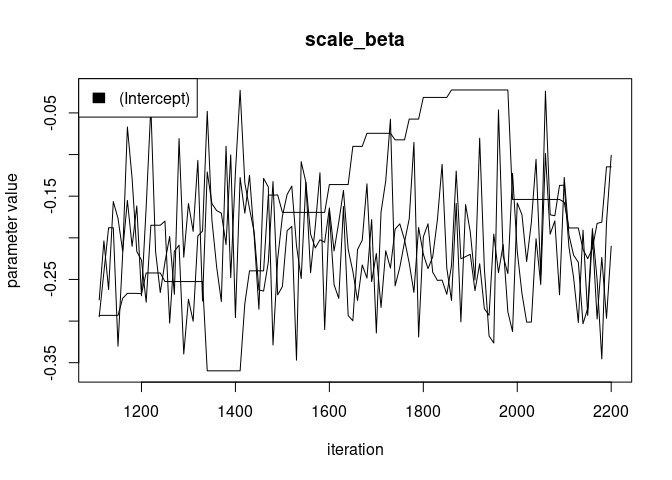 scale_beta
(Intercept)
parameter value
-0.05
-0.15
-0.25
-0.35
1200 1400 1600 1800 2000 2200
iteration